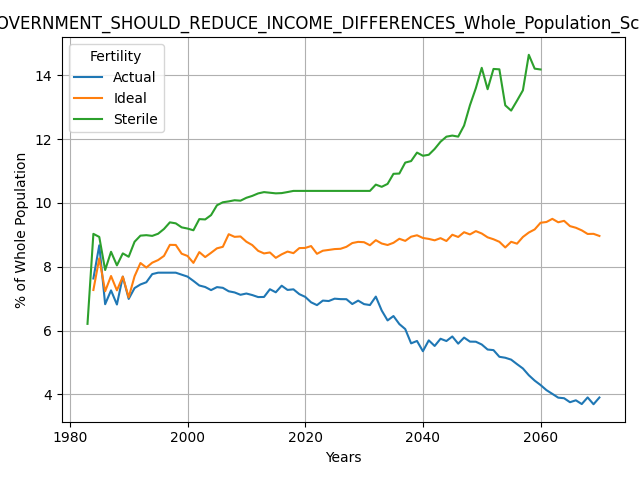 OVERNMENT_SHOULD_REDUCE_INCOME_DIFFERENCES_Whole_Population_Sc
Fertility
Actual
Ideal
Sterile
% of Whole Population
14
12
10
8
6
4
1980 2000 2020 2040 2060
Years